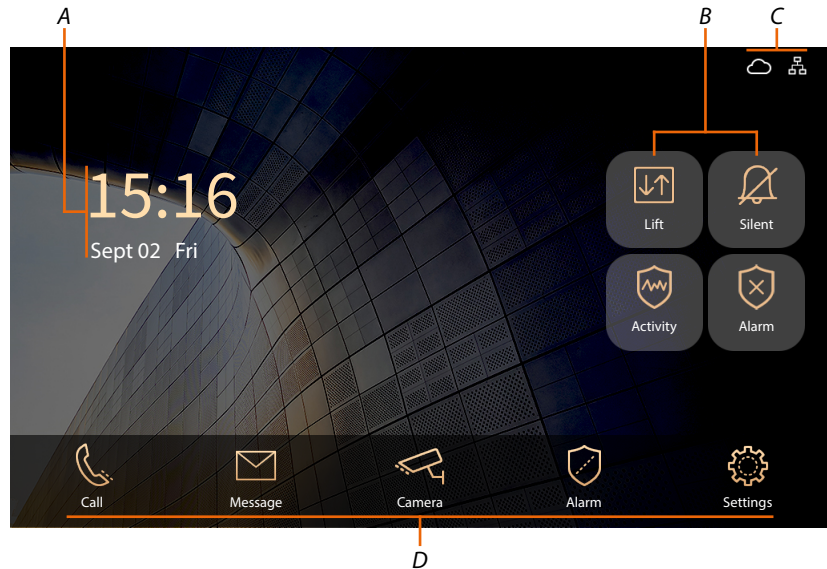 A B C
15:16
Sept 02 Fri
Lift Silent
Activity Alarm
Call Message Camera Alarm Settings
D